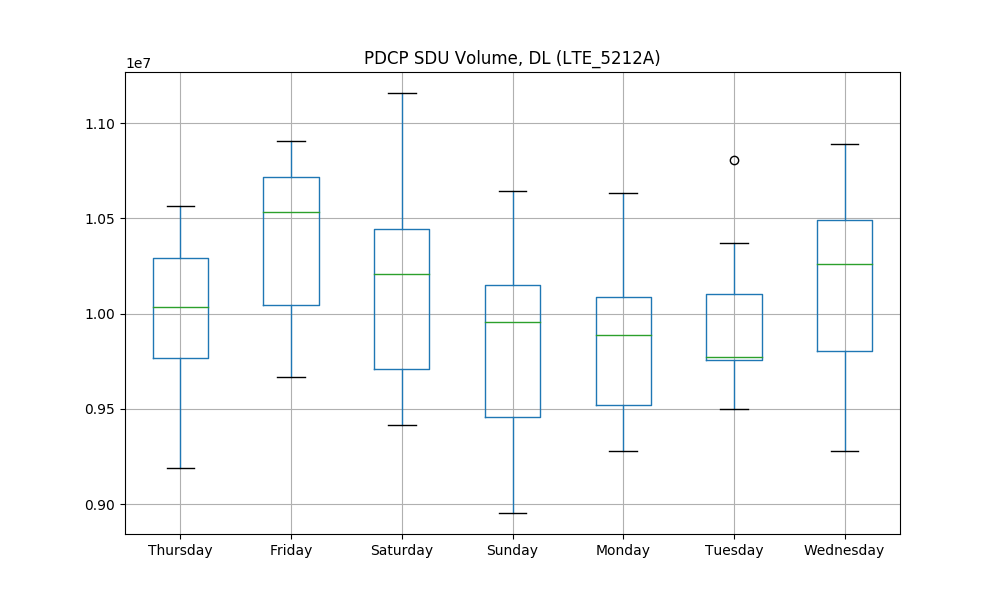 PDCP SDU Volume, DL (LTE_5212A)
1e7
1.10
1.05
1.00
0.95
0.90
Thursday Friday Saturday Sunday Monday Tuesday Wednesday